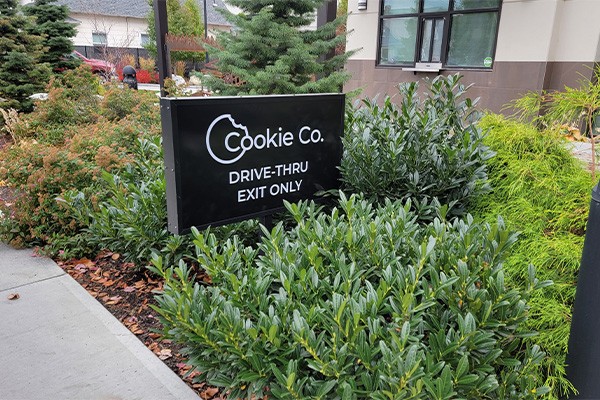 Cookie Co.
DRIVE-THRU
EXIT ONLY